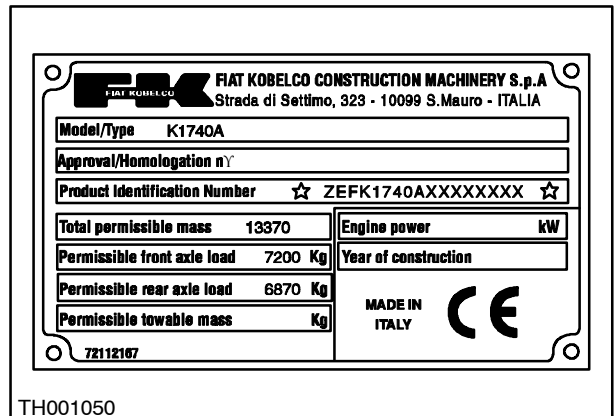 FIAT KOBELCO
FIAT KOBELCO CONSTRUCTION MACHINERY S.p.A
Strada di Settimo, 323 - 10099 S.Mauro - ITALIA
Model/Type K1740A
Approval/Homologation nϒ
Product Identification Number ☆ ZEFK1740AXXXXXXXX ☆
Total permissible mass 13370
Permissible front axle load 7200 Kg
Permissible rear axle load 6870 Kg
Permissible towable mass Kg
72112167
Engine power kW
Year of construction
MADE IN
ITALY
CE
TH001050